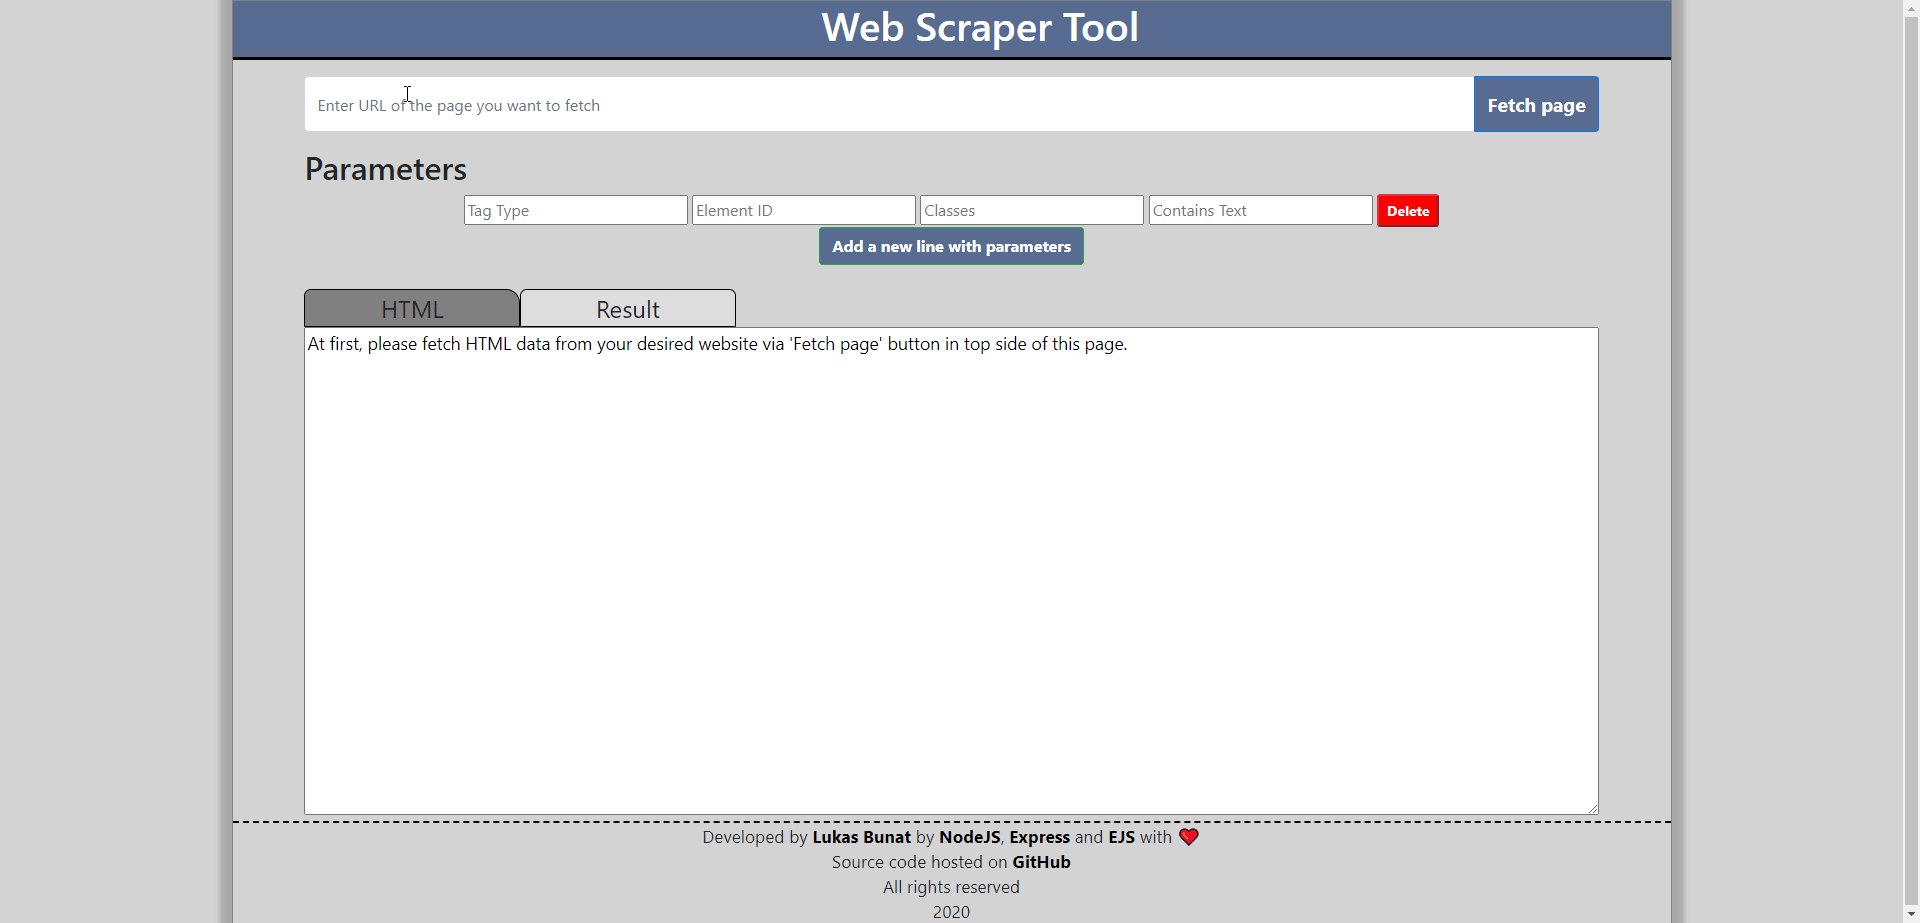 Web Scraper Tool
Enter URL of the page you want to fetch
Fetch page
Parameters
Tag Type Element ID Classes Contains Text Delete
Add a new line with parameters
HTML Result
At first, please fetch HTML data from your desired website via 'Fetch page' button in top side of this page.
Developed by Lukas Bunat by NodeJS, Express and EJS with ❤
Source code hosted on GitHub
All rights reserved
2020